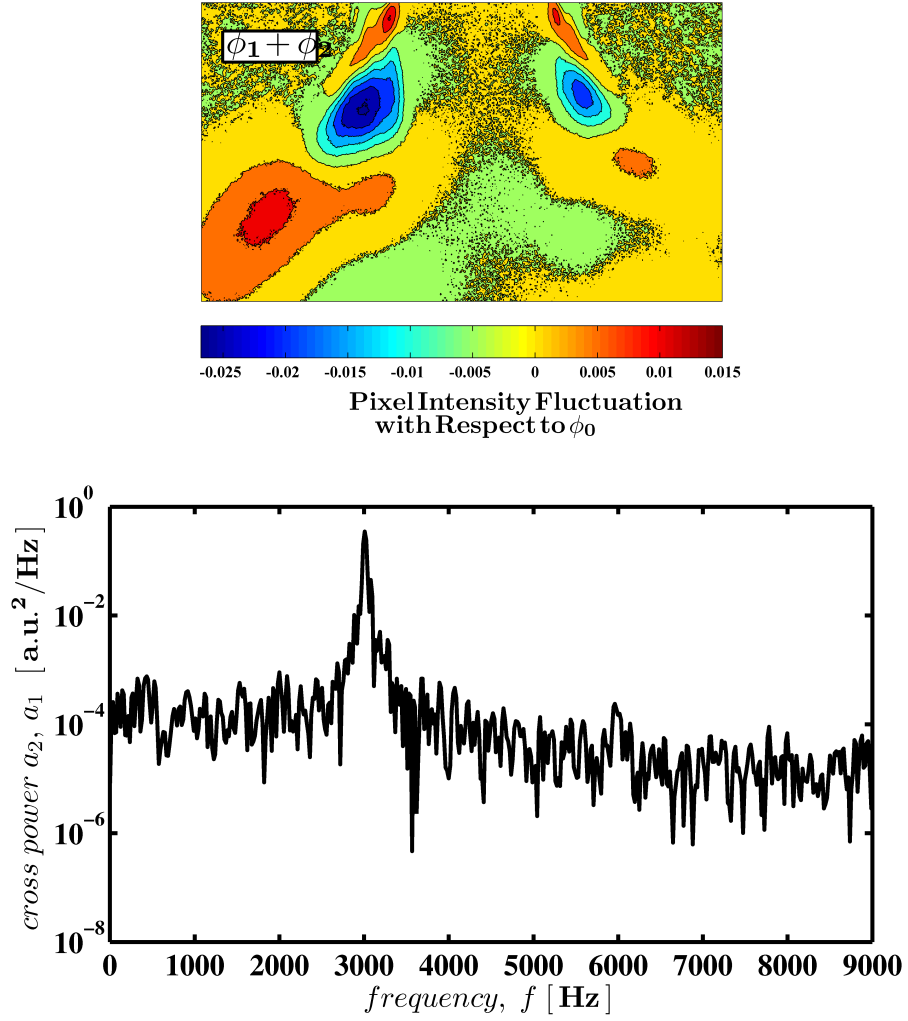 ϕ₁ + ϕ₂
-0.025 -0.02 -0.015 -0.01 -0.005 0 0.005 0.01 0.015
Pixel Intensity Fluctuation
with Respect to ϕ₀
10⁰
10⁻²
10⁻⁴
10⁻⁶
10⁻⁸
cross power a₂, a₁ [a.u.²/Hz]
0 1000 2000 3000 4000 5000 6000 7000 8000 9000
frequency, f [Hz]